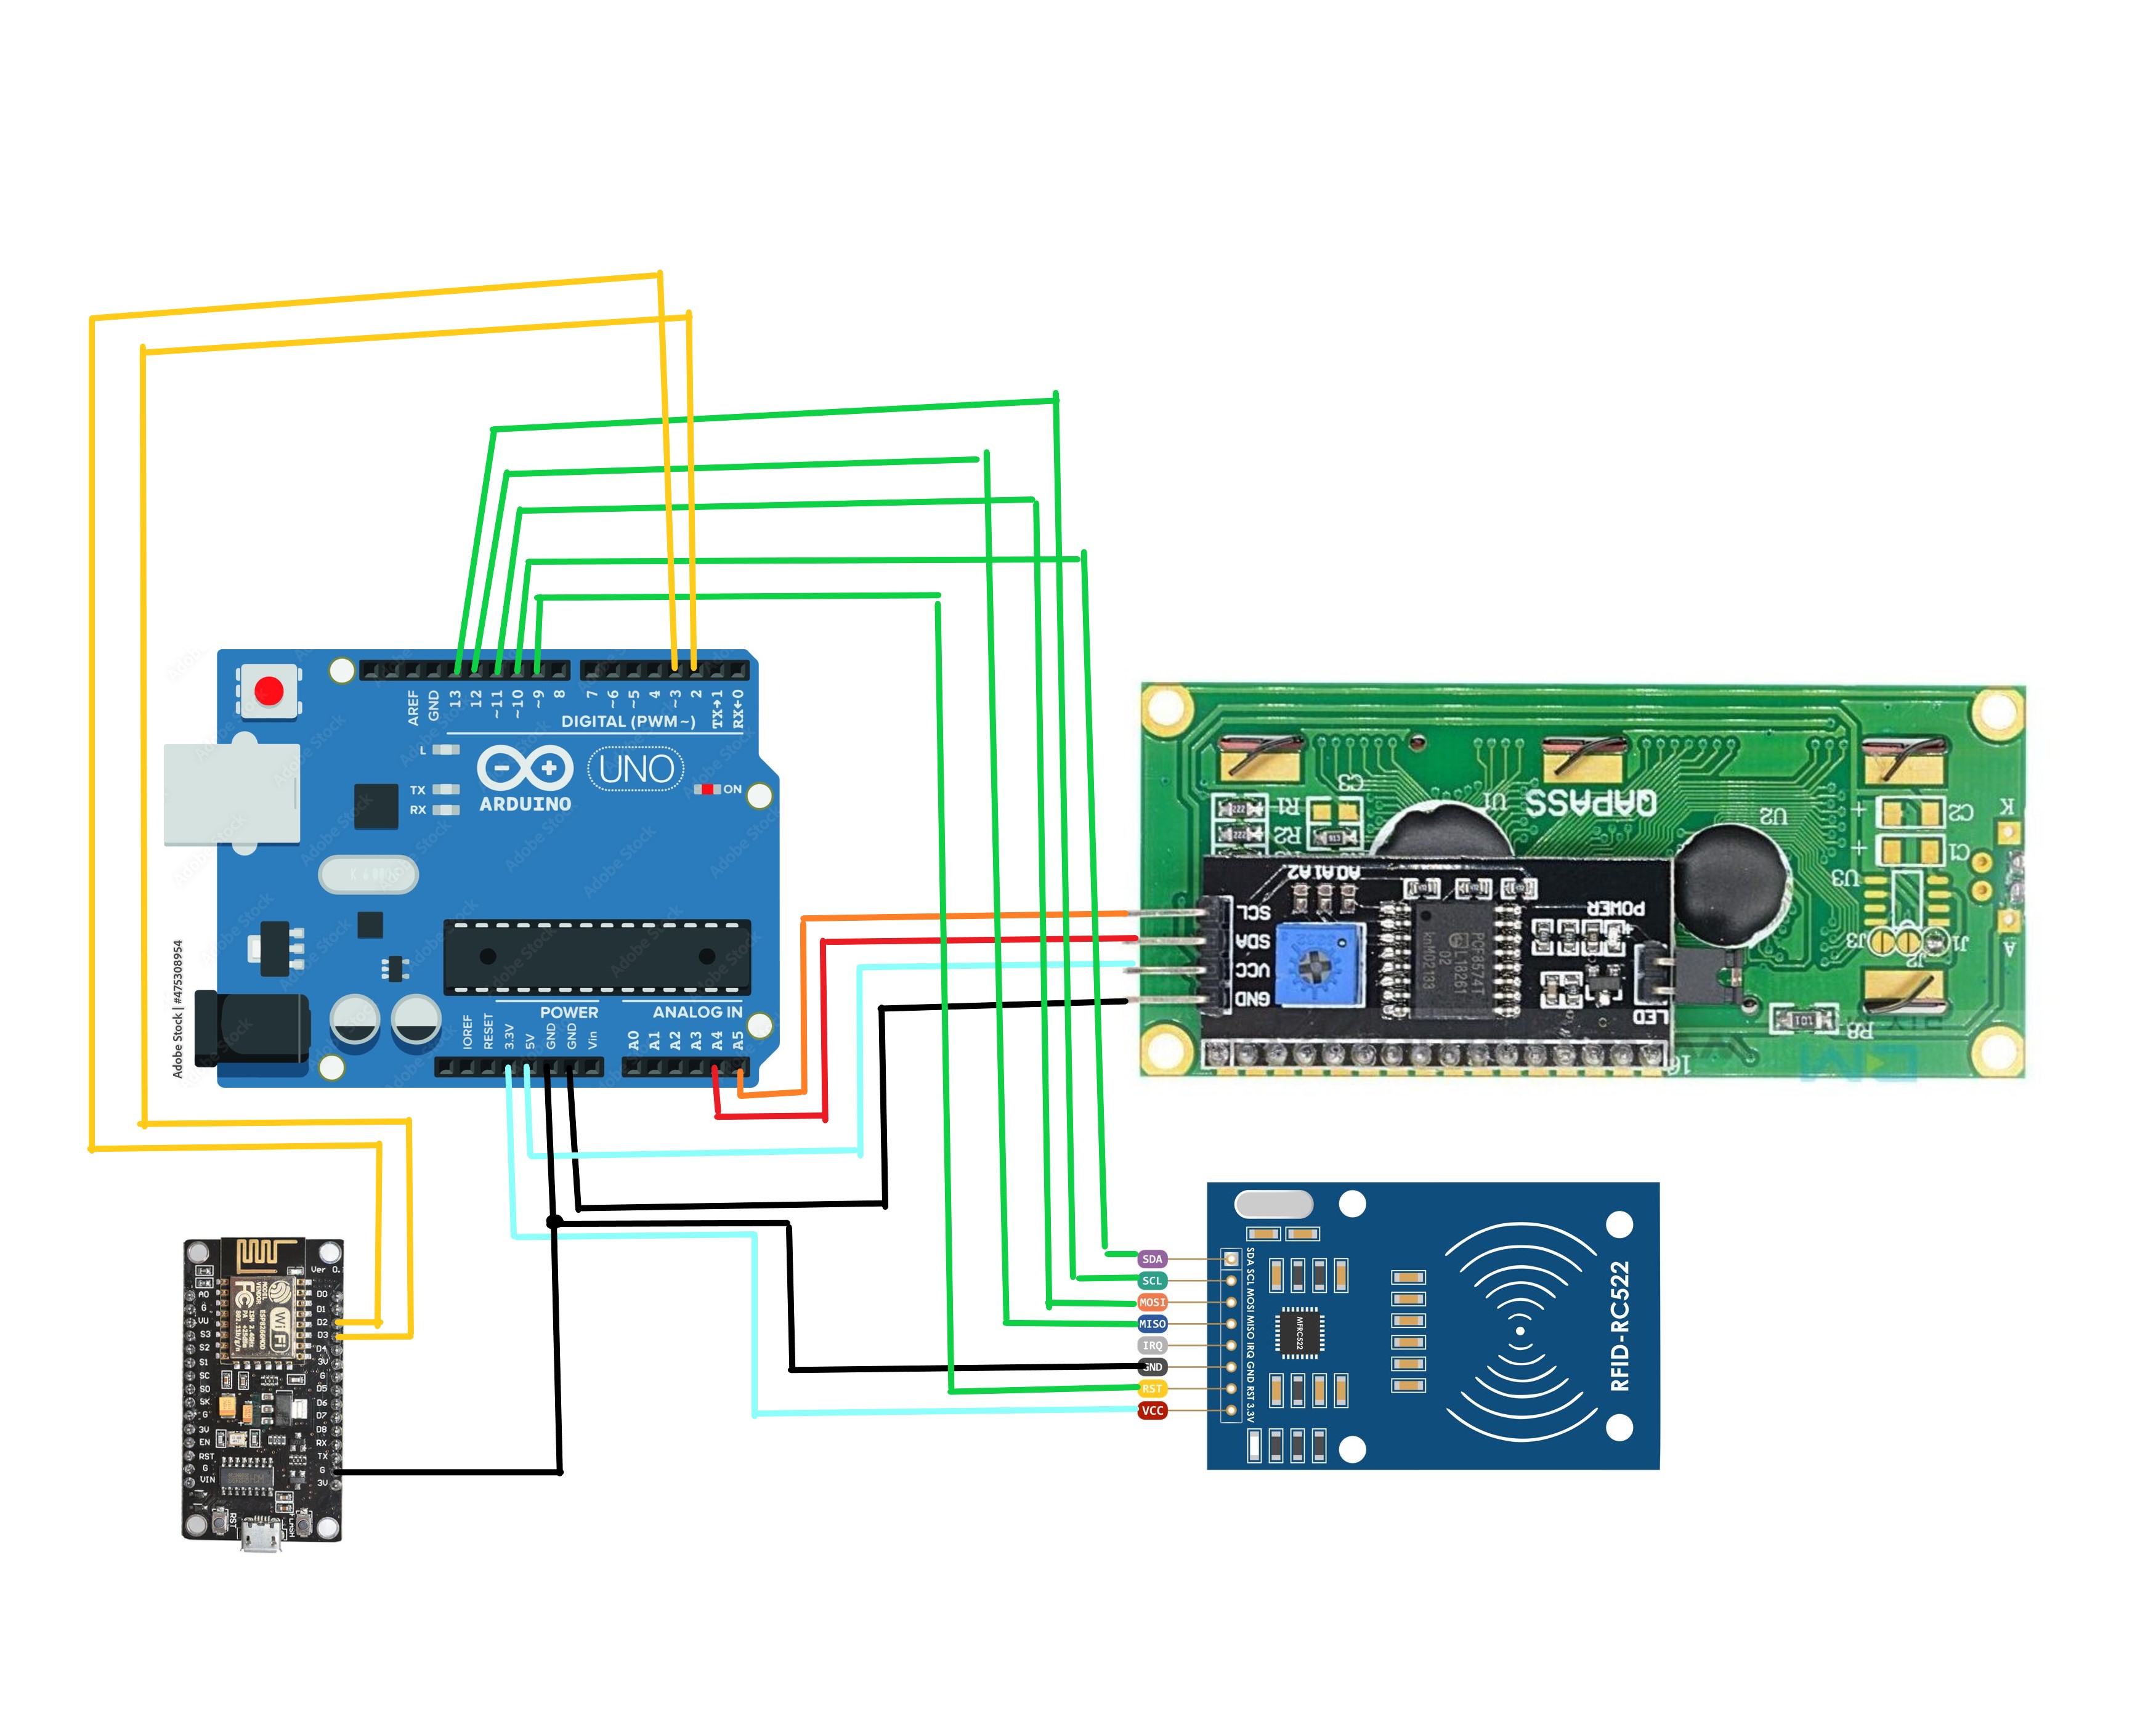 AREF
GND
13
12
~11
~10
~9
8
7
~6
~5
4
~3
2
TX→1
RX←0
DIGITAL (PWM~)
L
TX
RX
UNO
ARDUINO
ON
POWER
ANALOG IN
IOREF
RESET
3.3V
5V
GND
GND
Vin
A0
A1
A2
A3
A4
A5
Adobe Stock | #475308954
QAPASS
U1
U2
U3
C3
R1
R2
C2
C1
K
A
J3
J2
J1
R8
A0 A1 A2
SCL
SDA
VCC
GND
POWER
LED
16
PCF8574T
SDA
SCL
MOSI
MISO
IRQ
GND
RST
VCC
SDA SCL MOSI MISO IRQ GND RST 3.3V
MFRC522
RFID-RC522
Ver 0.
A0
G
VU
S3
S2
S1
SC
S0
SK
G
3V
EN
RST
G
VIN
D0
D1
D2
D3
D4
3V
G
D5
D6
D7
D8
RX
TX
G
3V
WiFi
RST
FLASH